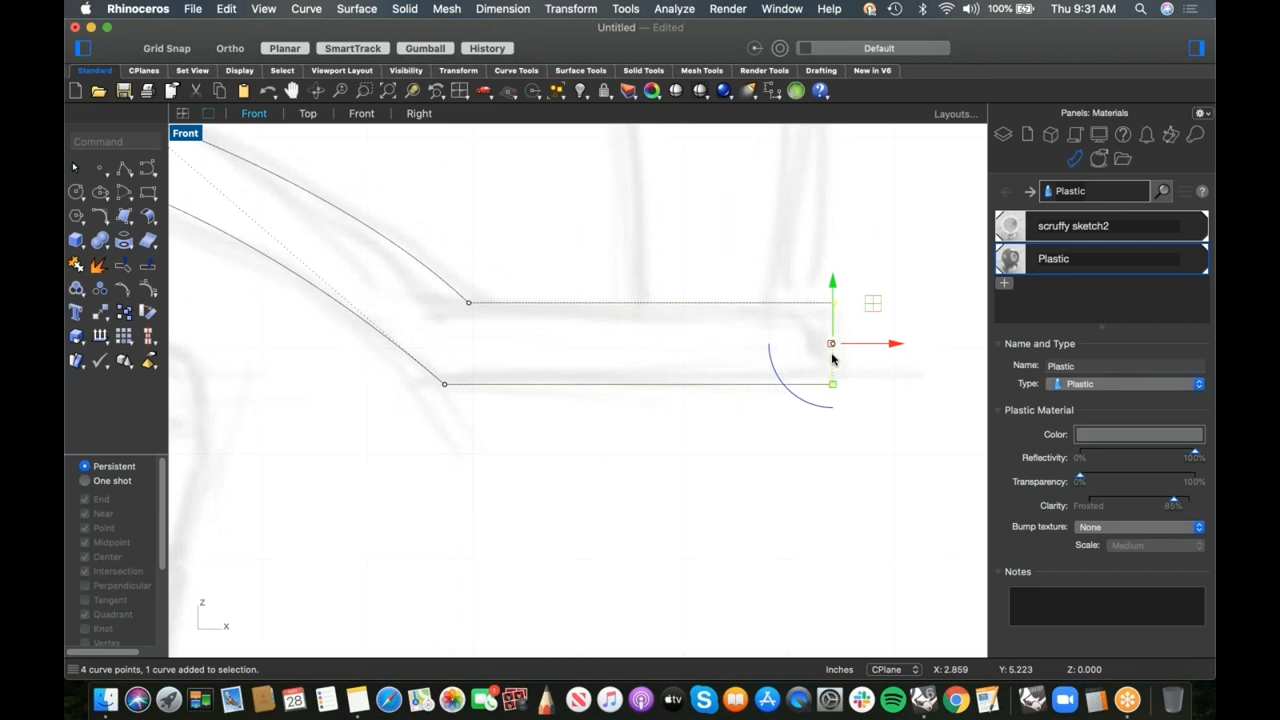 Rhinoceros File Edit View Curve Surface Solid Mesh Dimension Transform Tools Analyze Render Window Help 100% Thu 9:31 AM
Untitled — Edited
Grid Snap Ortho Planar SmartTrack Gumball History Default
Standard CPlanes Set View Display Select Viewport Layout Visibility Transform Curve Tools Surface Tools Solid Tools Mesh Tools Render Tools Drafting New in V6
Front Top Front Right Layouts...
Panels: Materials
Front
Command
Plastic
scruffy sketch2
Plastic
Name and Type
Name: Plastic
Type: Plastic
Plastic Material
Color:
Reflectivity: 0% 100%
Transparency: 0% 100%
Clarity: Frosted 85%
Bump texture: None
Scale: Medium
Notes
Persistent
One shot
End
Near
Point
Midpoint
Center
Intersection
Perpendicular
Tangent
Quadrant
Knot
Vertex
z
x
4 curve points, 1 curve added to selection. Inches CPlane X: 2.859 Y: 5.223 Z: 0.000
28